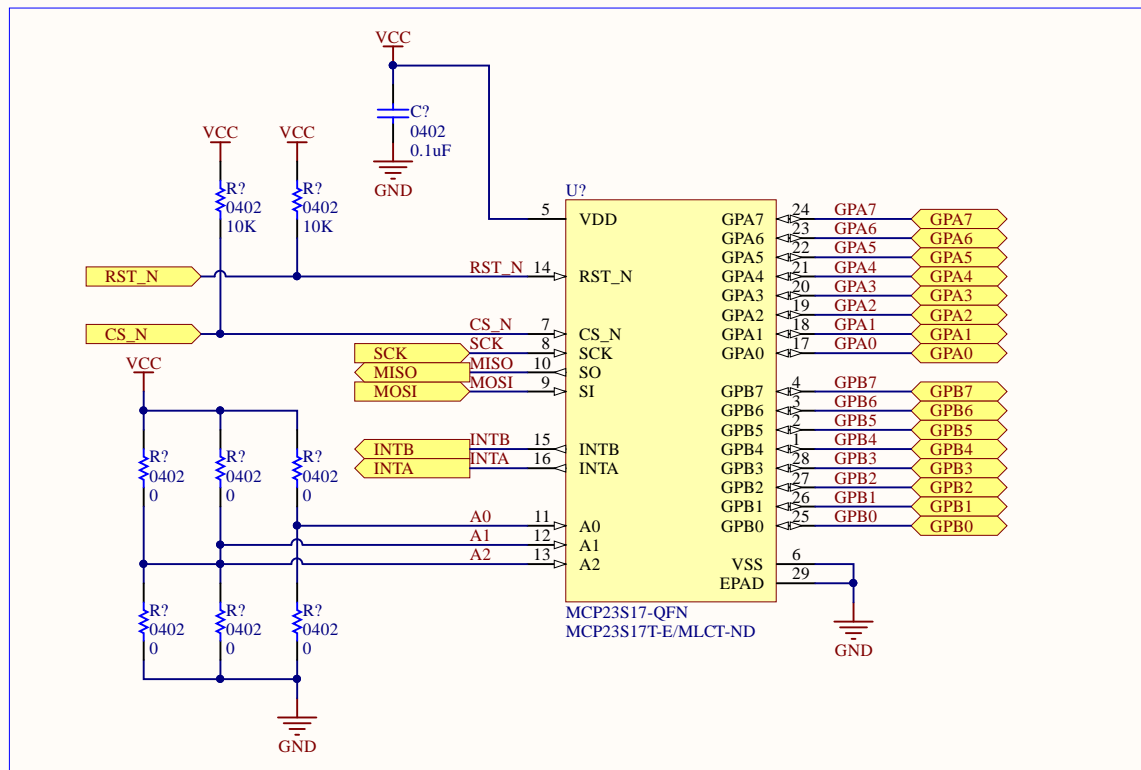 VCC
C?
0402
0.1uF
GND
VCC
VCC
R?
0402
10K
R?
0402
10K
U?
5
VDD
RST_N
RST_N
14
RST_N
CS_N
CS_N
7
CS_N
SCK
SCK
8
SCK
MISO
MISO
10
SO
MOSI
MOSI
9
SI
INTB
INTB
15
INTB
INTA
INTA
16
INTA
A0
11
A0
A1
12
A1
A2
13
A2
GPA7
24
GPA7
GPA7
GPA6
23
GPA6
GPA6
GPA5
22
GPA5
GPA5
GPA4
21
GPA4
GPA4
GPA3
20
GPA3
GPA3
GPA2
19
GPA2
GPA2
GPA1
18
GPA1
GPA1
GPA0
17
GPA0
GPA0
GPB7
4
GPB7
GPB7
GPB6
3
GPB6
GPB6
GPB5
2
GPB5
GPB5
GPB4
1
GPB4
GPB4
GPB3
28
GPB3
GPB3
GPB2
27
GPB2
GPB2
GPB1
26
GPB1
GPB1
GPB0
25
GPB0
GPB0
VSS
6
EPAD
29
MCP23S17-QFN
MCP23S17T-E/MLCT-ND
GND
VCC
R?
0402
0
R?
0402
0
R?
0402
0
R?
0402
0
R?
0402
0
R?
0402
0
GND